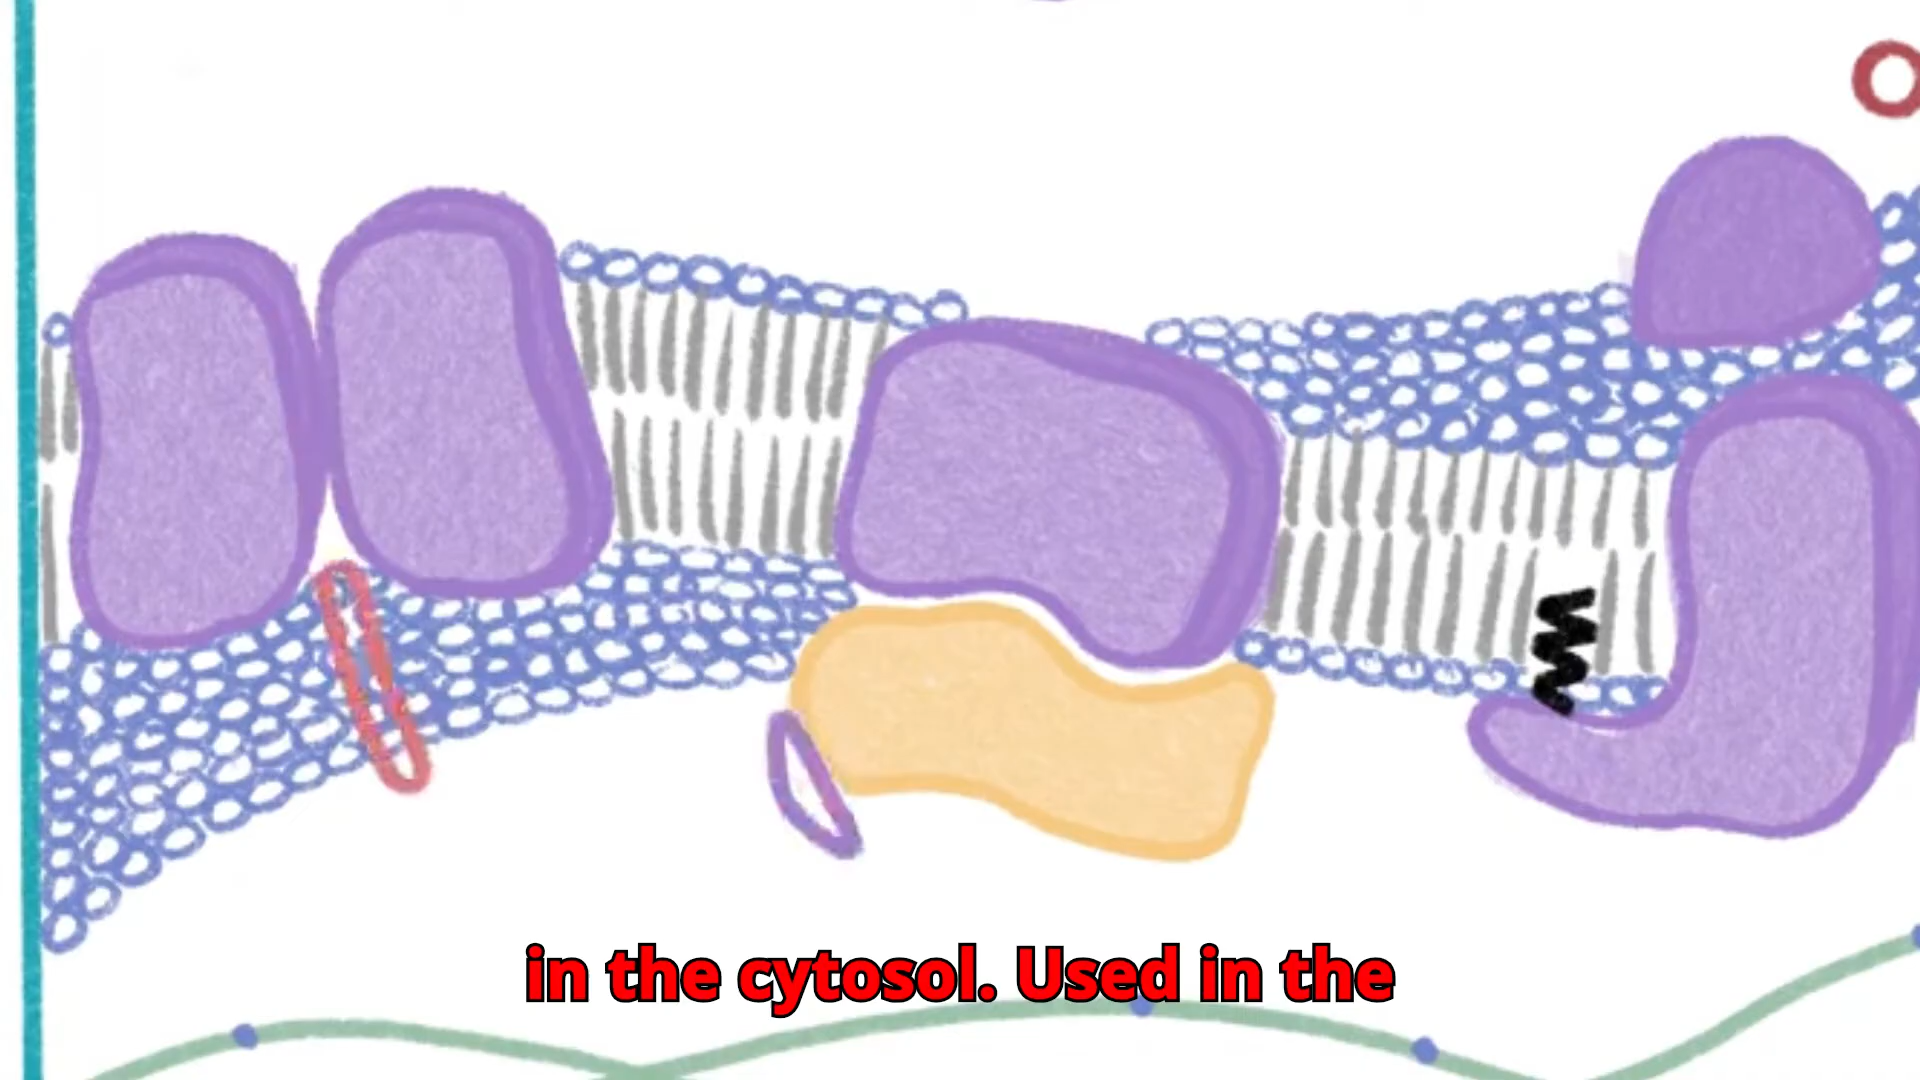 in the cytosol. Used in the